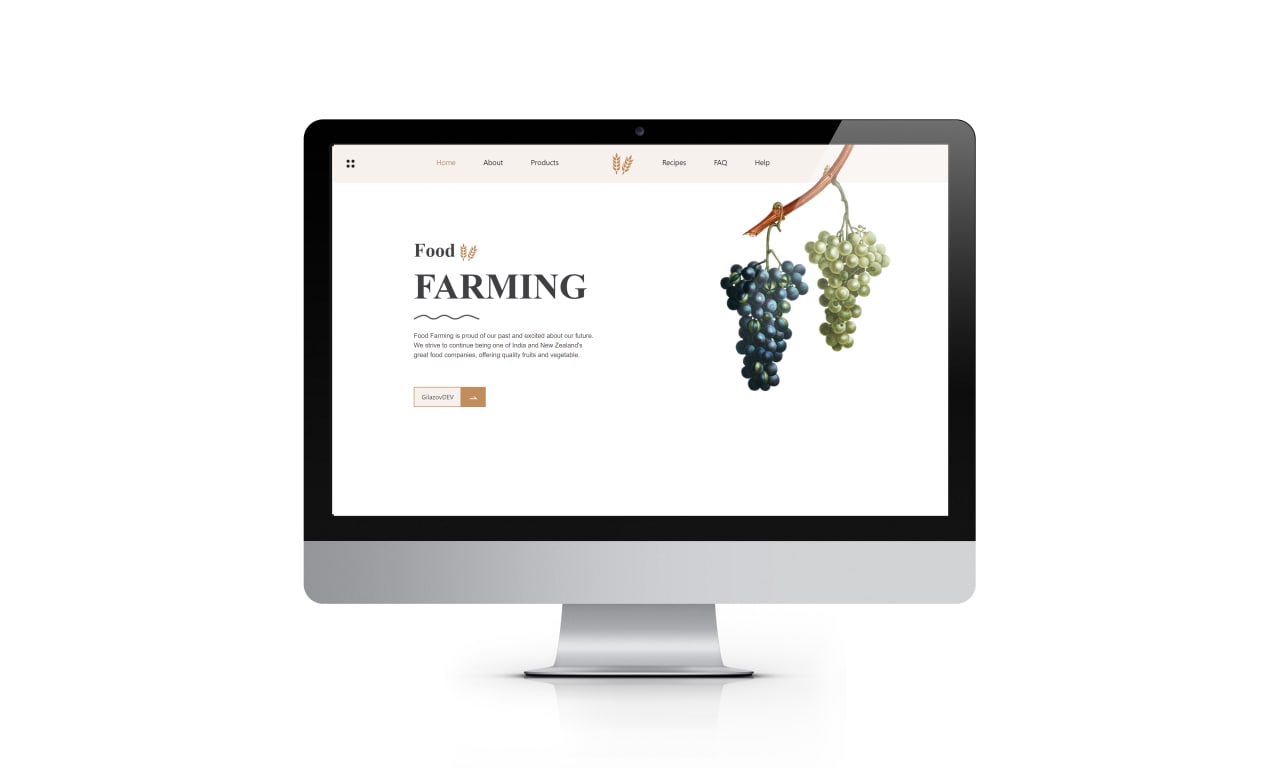 Home About Products Recipes FAQ Help
Food
FARMING
Food Farming is proud of our past and excited about our future.
We strive to continue being one of India and New Zealand's
great food companies, offering quality fruits and vegetable.
GilazovDEV